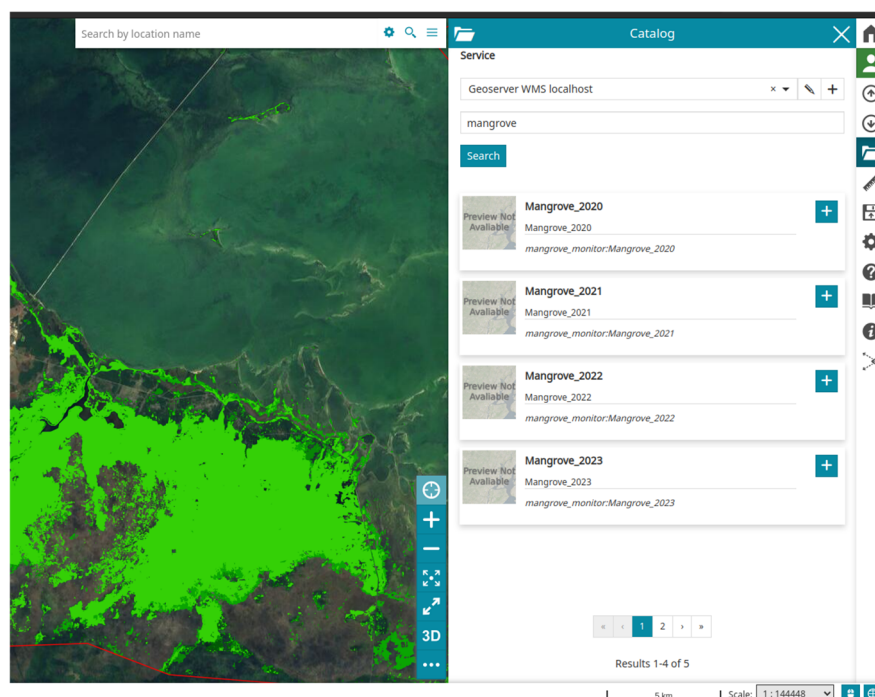 Search by location name
Catalog
Service
Geoserver WMS localhost
mangrove
Search
Preview Not Available
Mangrove_2020
Mangrove_2020
mangrove_monitor:Mangrove_2020
Preview Not Available
Mangrove_2021
Mangrove_2021
mangrove_monitor:Mangrove_2021
Preview Not Available
Mangrove_2022
Mangrove_2022
mangrove_monitor:Mangrove_2022
Preview Not Available
Mangrove_2023
Mangrove_2023
mangrove_monitor:Mangrove_2023
3D
« ‹ 1 2 › »
Results 1-4 of 5
5 km
Scale: 1 : 144448